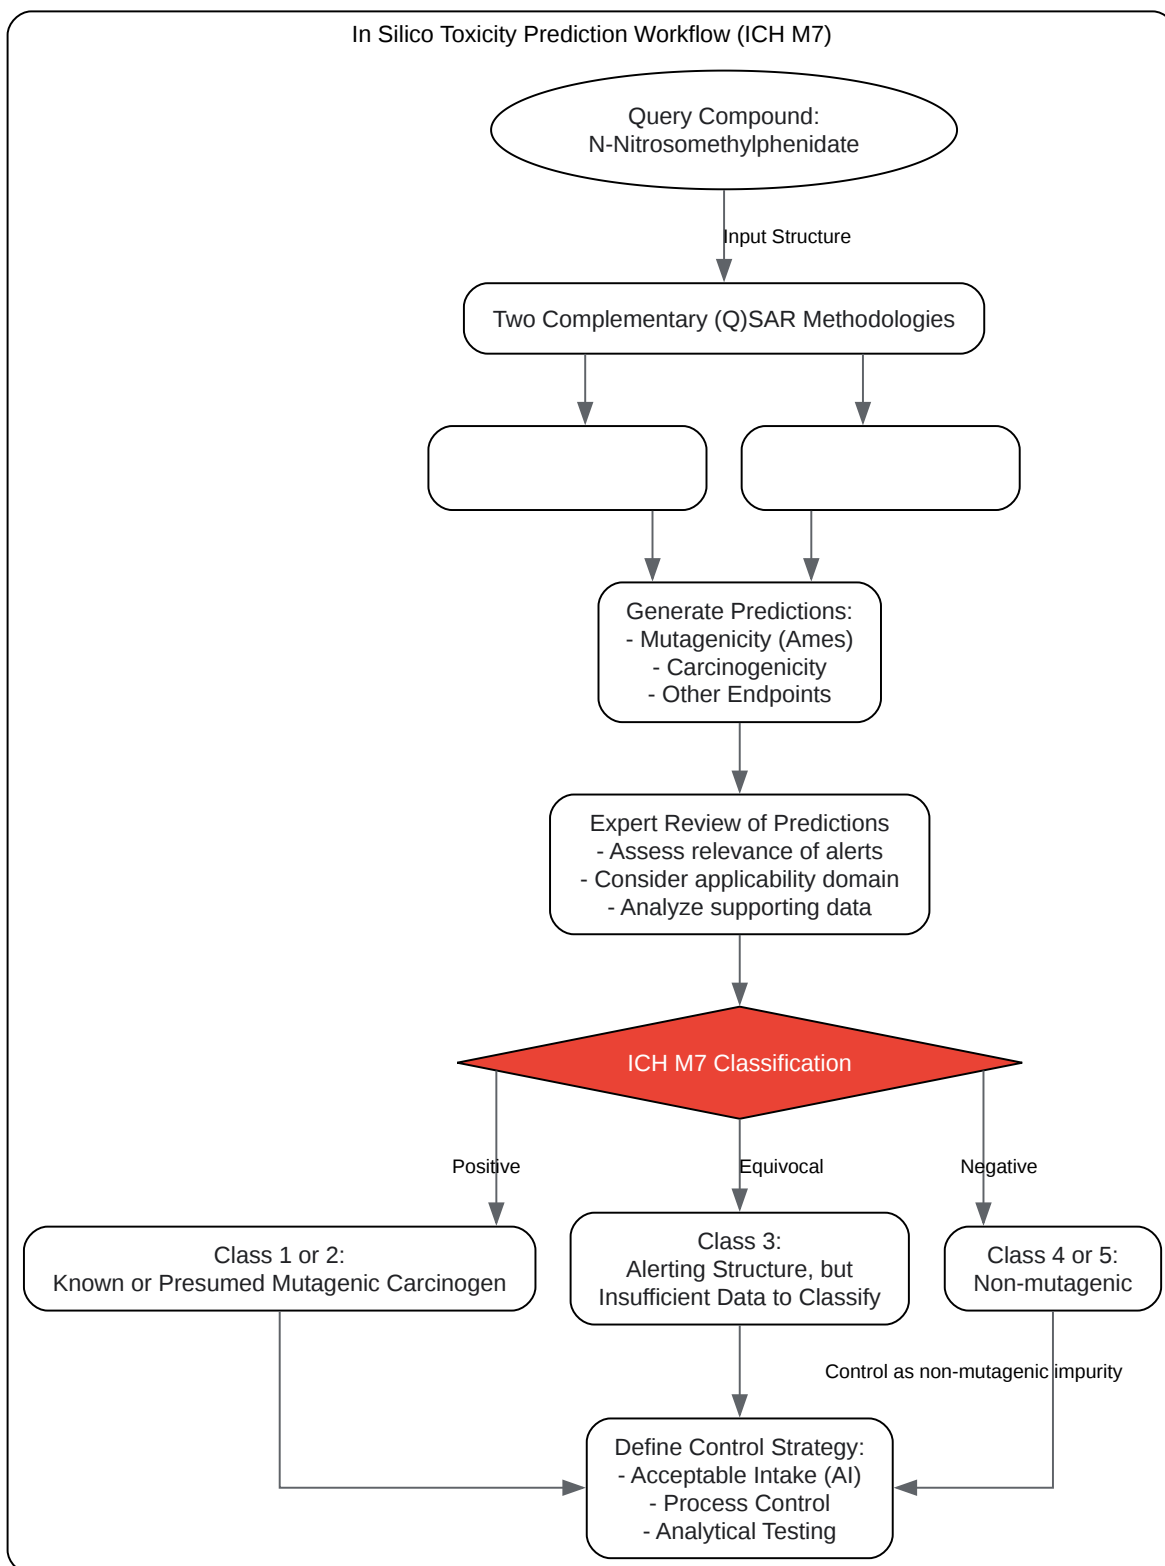 In Silico Toxicity Prediction Workflow (ICH M7)
Query Compound:
N-Nitrosomethylphenidate
Input Structure
Two Complementary (Q)SAR Methodologies
Generate Predictions:
- Mutagenicity (Ames)
- Carcinogenicity
- Other Endpoints
Expert Review of Predictions
- Assess relevance of alerts
- Consider applicability domain
- Analyze supporting data
ICH M7 Classification
Positive
Equivocal
Negative
Class 1 or 2:
Known or Presumed Mutagenic Carcinogen
Class 3:
Alerting Structure, but
Insufficient Data to Classify
Class 4 or 5:
Non-mutagenic
Control as non-mutagenic impurity
Define Control Strategy:
- Acceptable Intake (AI)
- Process Control
- Analytical Testing